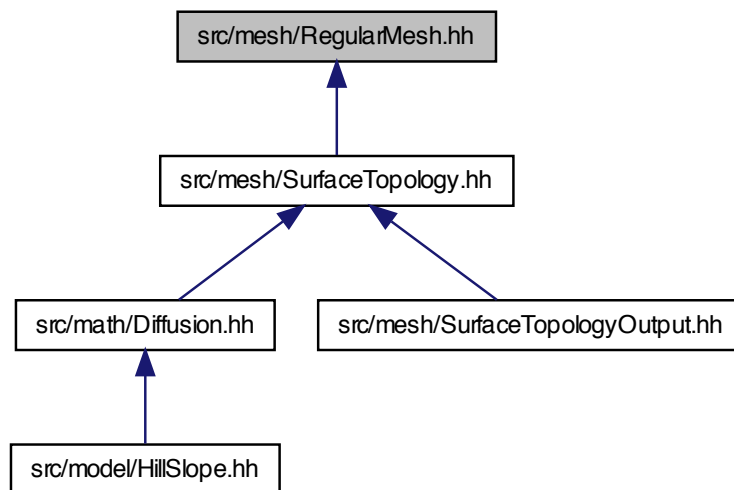 src/mesh/RegularMesh.hh
src/mesh/SurfaceTopology.hh
src/math/Diffusion.hh
src/mesh/SurfaceTopologyOutput.hh
src/model/HillSlope.hh